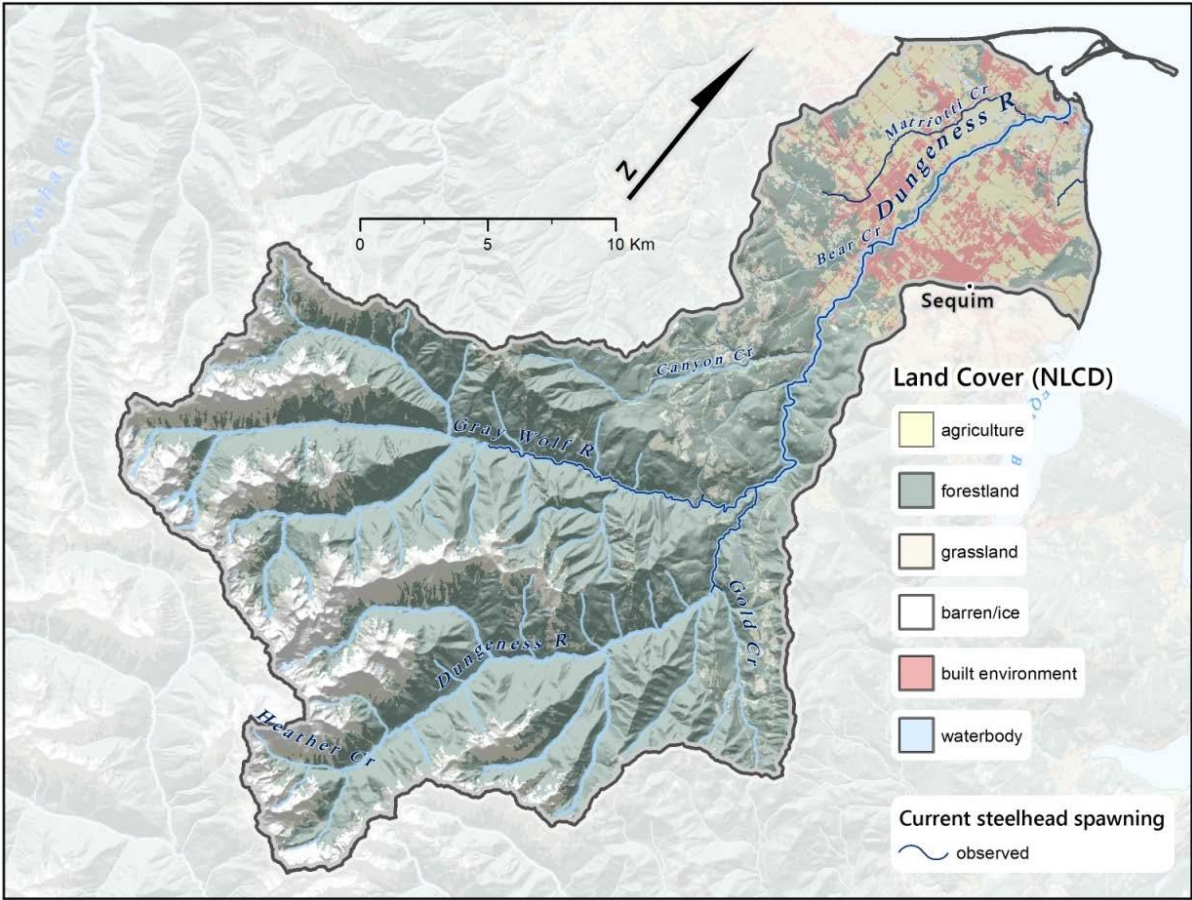 Elwha R
N
0 5 10 Km
Matriotti Cr
Dungeness R
Bear Cr
Sequim
Canyon Cr
Gray Wolf R
Gold Cr
Dungeness R
Heather Cr
Land Cover (NLCD)
agriculture
forestland
grassland
barren/ice
built environment
waterbody
Current steelhead spawning
observed